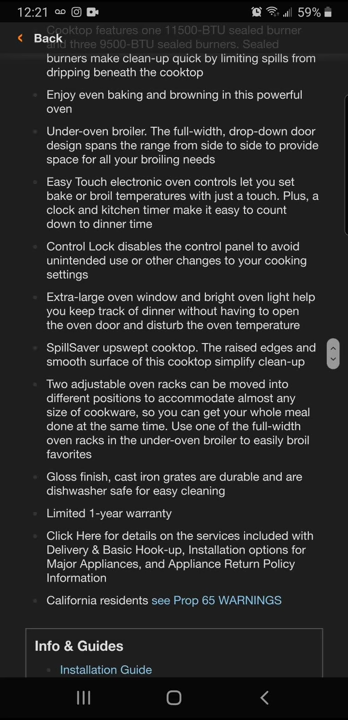 12:21
59%
Back
Cooktop features one 11500-BTU sealed burner
and three 9500-BTU sealed burners. Sealed
burners make clean-up quick by limiting spills from
dripping beneath the cooktop
Enjoy even baking and browning in this powerful
oven
Under-oven broiler. The full-width, drop-down door
design spans the range from side to side to provide
space for all your broiling needs
Easy Touch electronic oven controls let you set
bake or broil temperatures with just a touch. Plus, a
clock and kitchen timer make it easy to count
down to dinner time
Control Lock disables the control panel to avoid
unintended use or other changes to your cooking
settings
Extra-large oven window and bright oven light help
you keep track of dinner without having to open
the oven door and disturb the oven temperature
SpillSaver upswept cooktop. The raised edges and
smooth surface of this cooktop simplify clean-up
Two adjustable oven racks can be moved into
different positions to accommodate almost any
size of cookware, so you can get your whole meal
done at the same time. Use one of the full-width
oven racks in the under-oven broiler to easily broil
favorites
Gloss finish, cast iron grates are durable and are
dishwasher safe for easy cleaning
Limited 1-year warranty
Click Here for details on the services included with
Delivery & Basic Hook-up, Installation options for
Major Appliances, and Appliance Return Policy
Information
California residents see Prop 65 WARNINGS
Info & Guides
Installation Guide